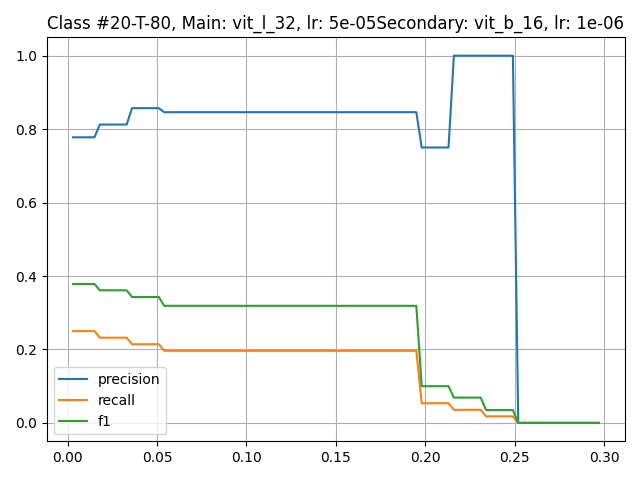 Class #20-T-80, Main: vit_l_32, lr: 5e-05Secondary: vit_b_16, lr: 1e-06
1.0
0.8
0.6
0.4
0.2
0.0
precision
recall
f1
0.00 0.05 0.10 0.15 0.20 0.25 0.30